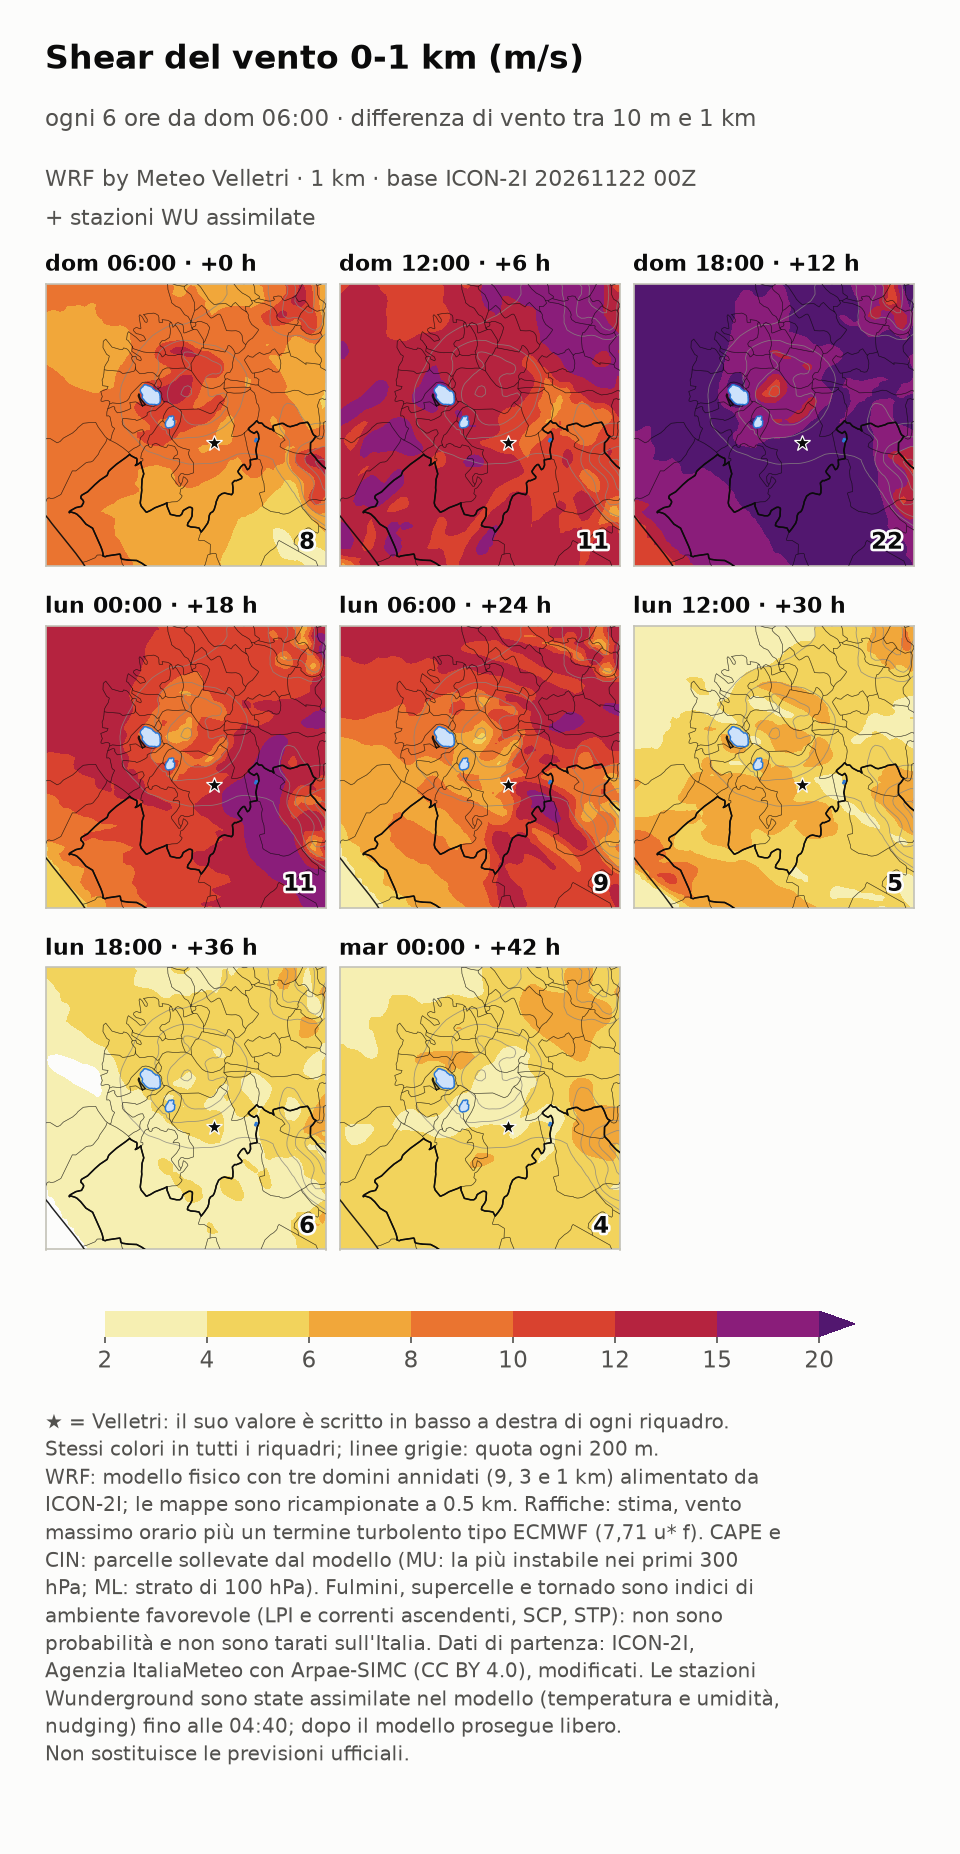 Shear del vento 0-1 km (m/s)
ogni 6 ore da dom 06:00 · differenza di vento tra 10 m e 1 km
WRF by Meteo Velletri · 1 km · base ICON-2I 20261122 00Z
+ stazioni WU assimilate
dom 06:00 · +0 h
dom 12:00 · +6 h
dom 18:00 · +12 h
8
11
22
lun 00:00 · +18 h
lun 06:00 · +24 h
lun 12:00 · +30 h
11
9
5
lun 18:00 · +36 h
mar 00:00 · +42 h
6
4
2 4 6 8 10 12 15 20
★ = Velletri: il suo valore è scritto in basso a destra di ogni riquadro.
Stessi colori in tutti i riquadri; linee grigie: quota ogni 200 m.
WRF: modello fisico con tre domini annidati (9, 3 e 1 km) alimentato da
ICON-2I; le mappe sono ricampionate a 0.5 km. Raffiche: stima, vento
massimo orario più un termine turbolento tipo ECMWF (7,71 u* f). CAPE e
CIN: parcelle sollevate dal modello (MU: la più instabile nei primi 300
hPa; ML: strato di 100 hPa). Fulmini, supercelle e tornado sono indici di
ambiente favorevole (LPI e correnti ascendenti, SCP, STP): non sono
probabilità e non sono tarati sull'Italia. Dati di partenza: ICON-2I,
Agenzia ItaliaMeteo con Arpae-SIMC (CC BY 4.0), modificati. Le stazioni
Wunderground sono state assimilate nel modello (temperatura e umidità,
nudging) fino alle 04:40; dopo il modello prosegue libero.
Non sostituisce le previsioni ufficiali.